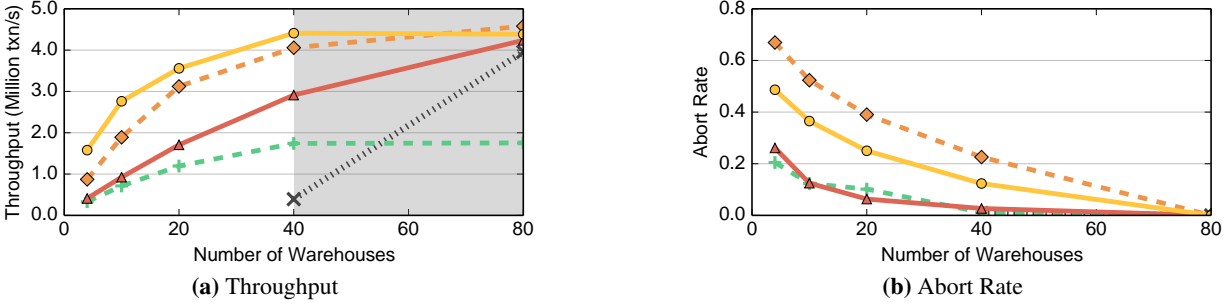 Throughput (Million txn/s)
5.0
4.0
3.0
2.0
1.0
0.0
0 20 40 60 80
Number of Warehouses
(a) Throughput
Abort Rate
0.8
0.6
0.4
0.2
0 20 40 60 80
Number of Warehouses
(b) Abort Rate